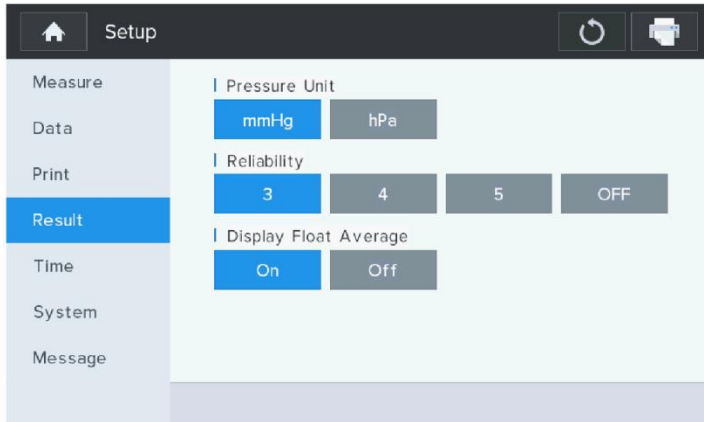 Setup
Measure
Data
Print
Result
Time
System
Message
Pressure Unit
mmHg hPa
Reliability
3 4 5 OFF
Display Float Average
On Off